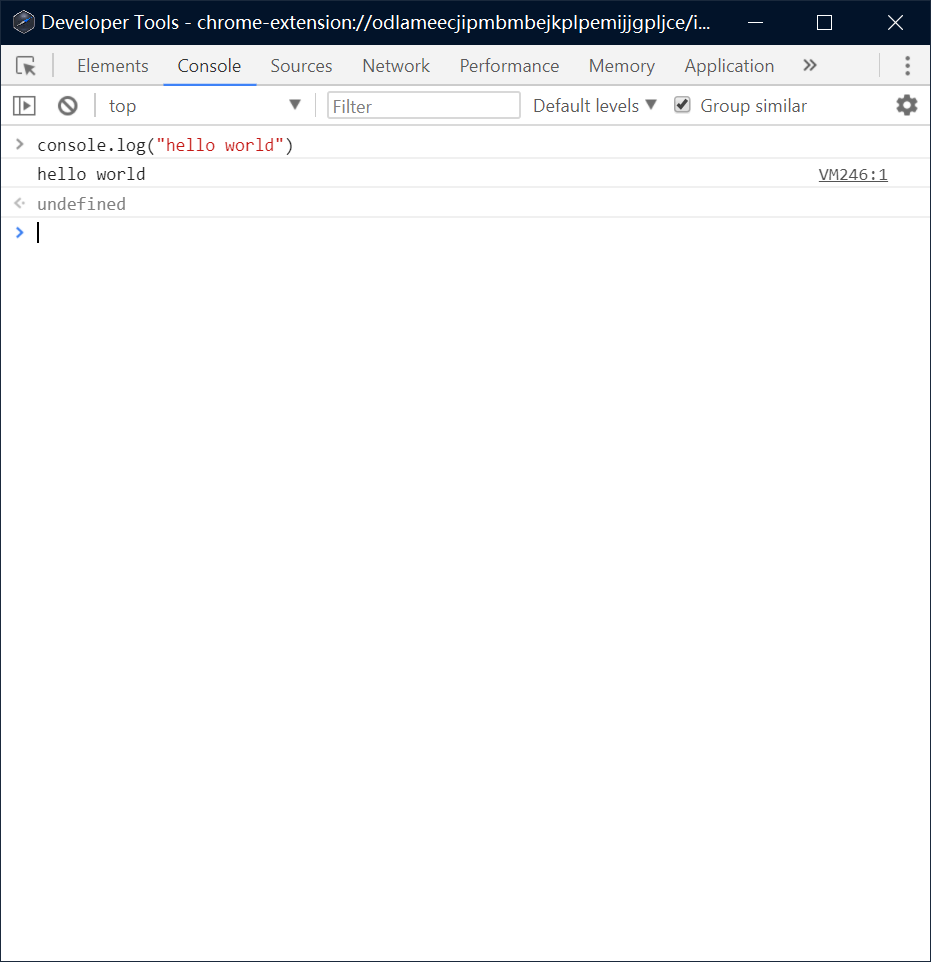 Developer Tools - chrome-extension://odlameecjipmbmbejkplpemijjgpljce/i...
Elements Console Sources Network Performance Memory Application »
top Filter Default levels Group similar
> console.log("hello world")
hello world VM246:1
undefined
>